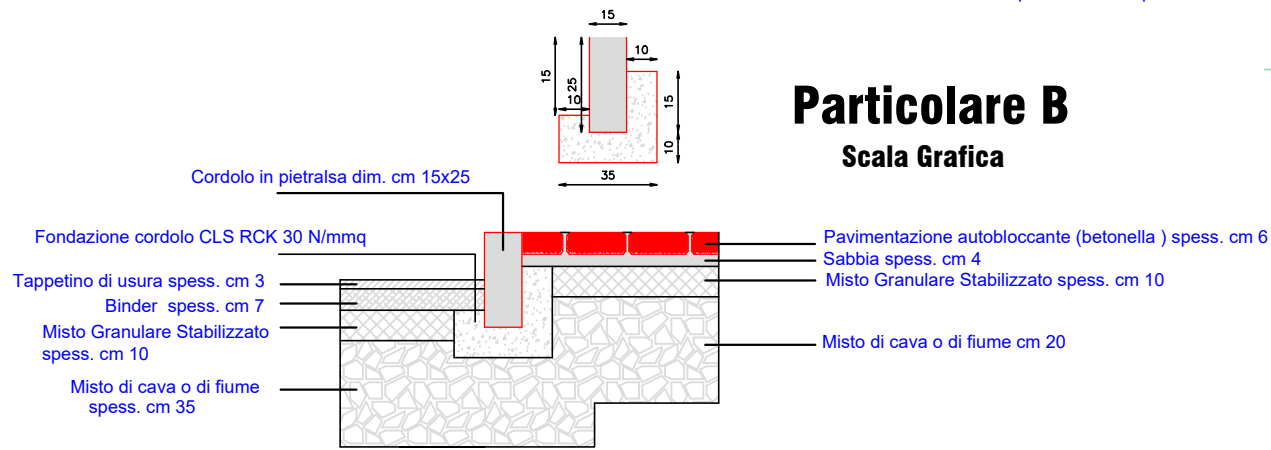 15
10
15
25
10
15
10
35
Particolare B
Scala Grafica
Cordolo in pietralsa dim. cm 15x25
Fondazione cordolo CLS RCK 30 N/mmq
Tappetino di usura spess. cm 3
Binder spess. cm 7
Misto Granulare Stabilizzato
spess. cm 10
Misto di cava o di fiume
spess. cm 35
Pavimentazione autobloccante (betonella ) spess. cm 6
Sabbia spess. cm 4
Misto Granulare Stabilizzato spess. cm 10
Misto di cava o di fiume cm 20